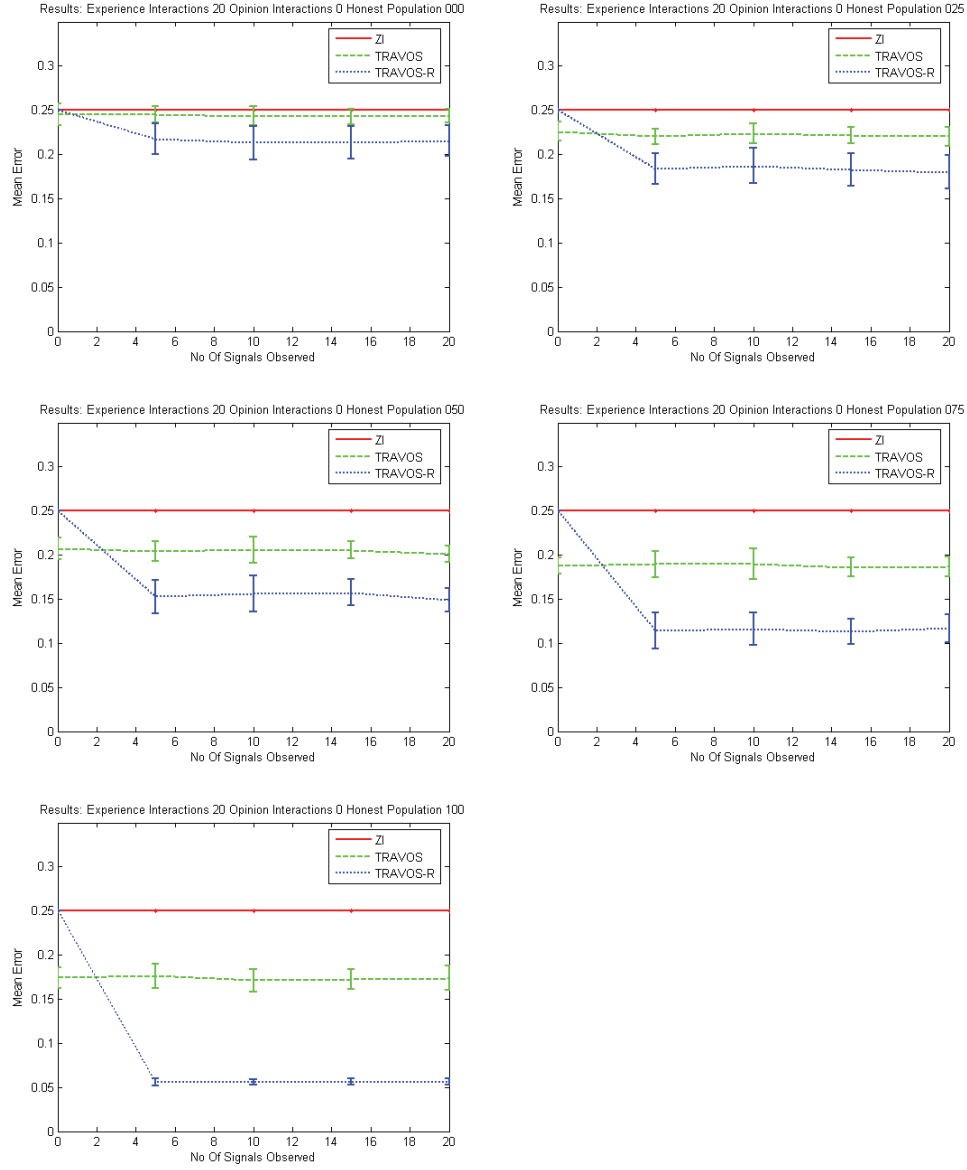 Results: Experience Interactions 20 Opinion Interactions 0 Honest Population 000
ZI
TRAVOS
TRAVOS-R
0.3
0.25
0.2
0.15
0.1
0.05
0
Mean Error
0 2 4 6 8 10 12 14 16 18 20
No Of Signals Observed
Results: Experience Interactions 20 Opinion Interactions 0 Honest Population 025
ZI
TRAVOS
TRAVOS-R
0.3
0.25
0.2
0.15
0.1
0.05
0
Mean Error
0 2 4 6 8 10 12 14 16 18 20
No Of Signals Observed
Results: Experience Interactions 20 Opinion Interactions 0 Honest Population 050
ZI
TRAVOS
TRAVOS-R
0.3
0.25
0.2
0.15
0.1
0.05
0
Mean Error
0 2 4 6 8 10 12 14 16 18 20
No Of Signals Observed
Results: Experience Interactions 20 Opinion Interactions 0 Honest Population 075
ZI
TRAVOS
TRAVOS-R
0.3
0.25
0.2
0.15
0.1
0.05
0
Mean Error
0 2 4 6 8 10 12 14 16 18 20
No Of Signals Observed
Results: Experience Interactions 20 Opinion Interactions 0 Honest Population 100
ZI
TRAVOS
TRAVOS-R
0.3
0.25
0.2
0.15
0.1
0.05
0
Mean Error
0 2 4 6 8 10 12 14 16 18 20
No Of Signals Observed